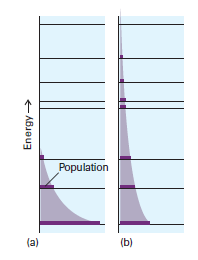 Energy →
Population
(a)
(b)